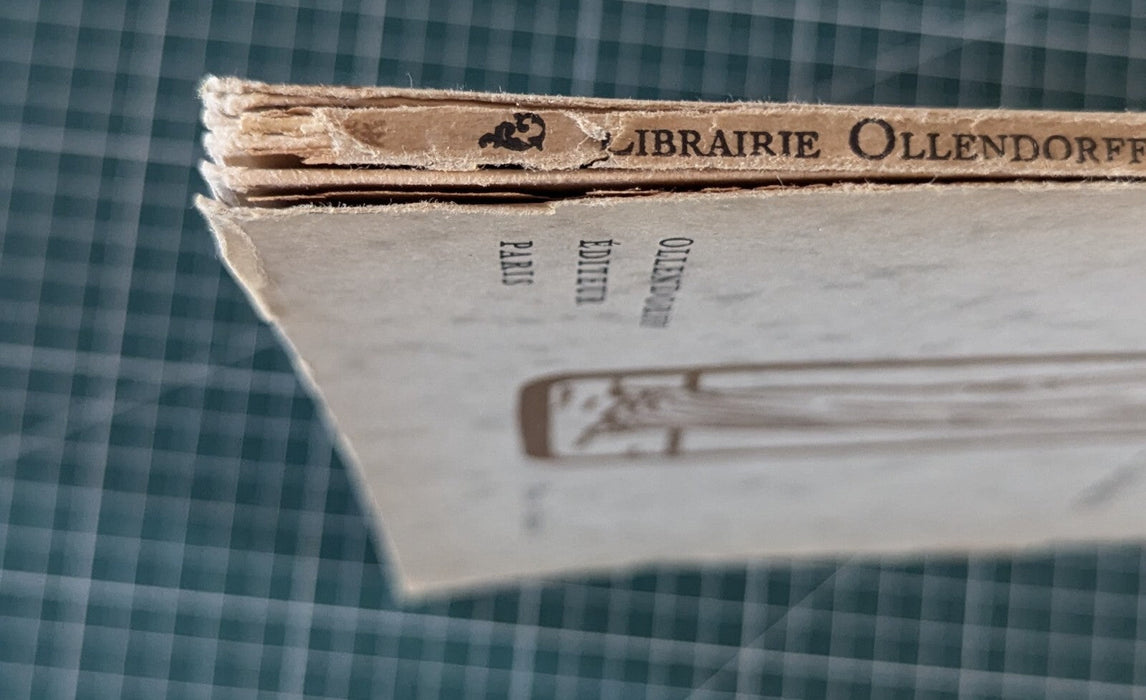 LIBRAIRIE OLLENDORFF
OLLENDORFF
ÉDITEUR
PARIS